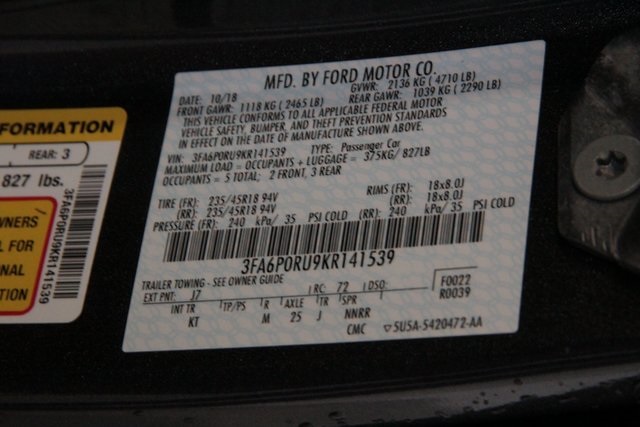 MFD. BY FORD MOTOR CO.
DATE: 10/18 GVWR: 2136 KG ( 4710 LB)
FRONT GAWR: 1118 KG ( 2465 LB) REAR GAWR: 1039 KG ( 2290 LB)
THIS VEHICLE CONFORMS TO ALL APPLICABLE FEDERAL MOTOR
VEHICLE SAFETY, BUMPER, AND THEFT PREVENTION STANDARDS
IN EFFECT ON THE DATE OF MANUFACTURE SHOWN ABOVE.
VIN: 3FA6P0RU9KR141539 TYPE: Passenger Car
MAXIMUM LOAD = OCCUPANTS + LUGGAGE = 375KG/ 827LB
OCCUPANTS = 5 TOTAL; 2 FRONT, 3 REAR
TIRE (FR): 235/45R18 94V RIMS (FR): 18x8.0J
(RR): 235/45R18 94V (RR): 18x8.0J
PRESSURE (FR): 240 kPa/ 35 PSI COLD (RR): 240 kPa/ 35 PSI COLD
3FA6P0RU9KR141539
TRAILER TOWING - SEE OWNER GUIDE
EXT PNT: J7 RC: 72 DSO: F0022
INT TR TP/PS R AXLE TR SPR R0039
KT M 25 J NNRR
CMC 5U5A-5420472-AA
FORMATION
REAR: 3
827 lbs.
WNERS
L FOR
NAL
TION
3FA6P0RU9KR141539